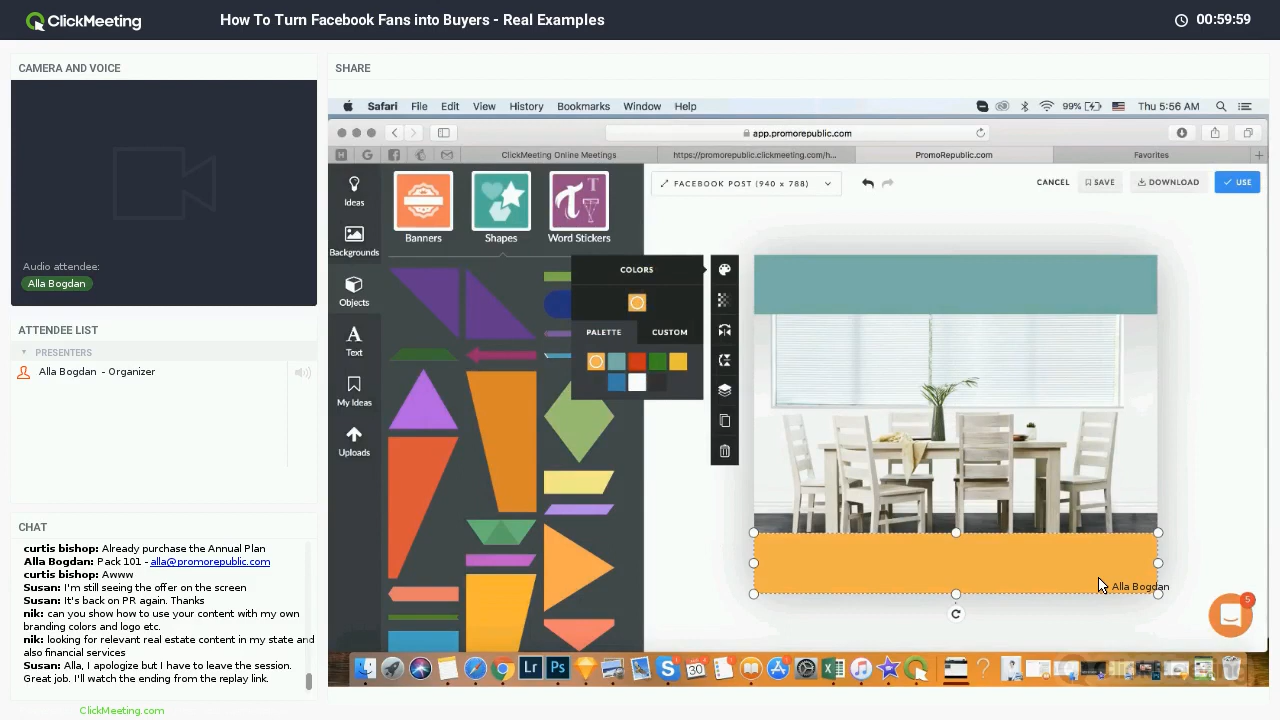 ClickMeeting
How To Turn Facebook Fans into Buyers - Real Examples
00:59:59
CAMERA AND VOICE
Audio attendee:
Alla Bogdan
ATTENDEE LIST
PRESENTERS
Alla Bogdan - Organizer
CHAT
curtis bishop: Already purchase the Annual Plan
Alla Bogdan: Pack 101 - alla@promorepublic.com
curtis bishop: Awww
Susan: I'm still seeing the offer on the screen
Susan: It's back on PR again. Thanks
nik: can you show how to use your content with my own
branding colors and logo etc.
nik: looking for relevant real estate content in my state and
also financial services
Susan: Alla, I apologize but I have to leave the session.
Great job. I'll watch the ending from the replay link.
ClickMeeting.com
SHARE
Safari File Edit View History Bookmarks Window Help
99% Thu 5:56 AM
app.promorepublic.com
ClickMeeting Online Meetings
https://promorepublic.clickmeeting.com/h...
PromoRepublic.com
Favorites
Ideas
Backgrounds
Objects
Text
My Ideas
Uploads
Banners
Shapes
Word Stickers
FACEBOOK POST (940 x 788)
CANCEL
SAVE
DOWNLOAD
USE
COLORS
PALETTE
CUSTOM
Alla Bogdan
5
Lr
Ps
30